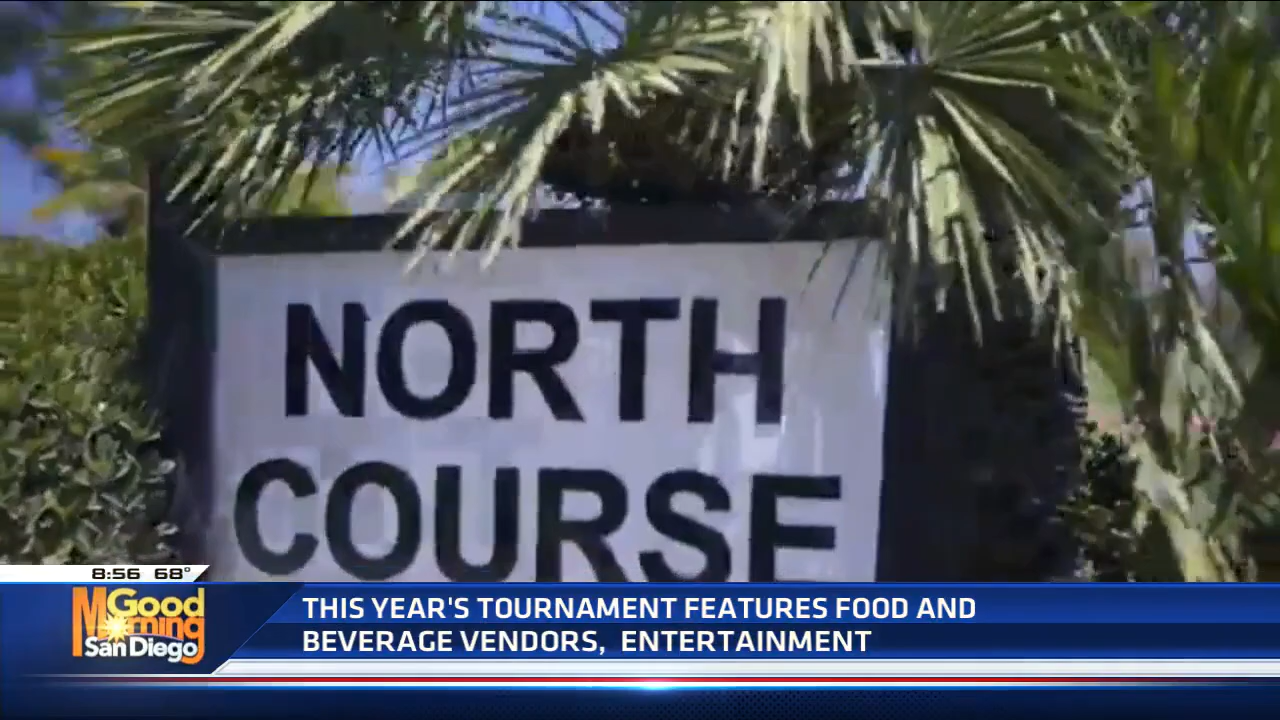 NORTH
COURSE
8:56 68°
Good
Morning
San Diego
THIS YEAR'S TOURNAMENT FEATURES FOOD AND
BEVERAGE VENDORS, ENTERTAINMENT